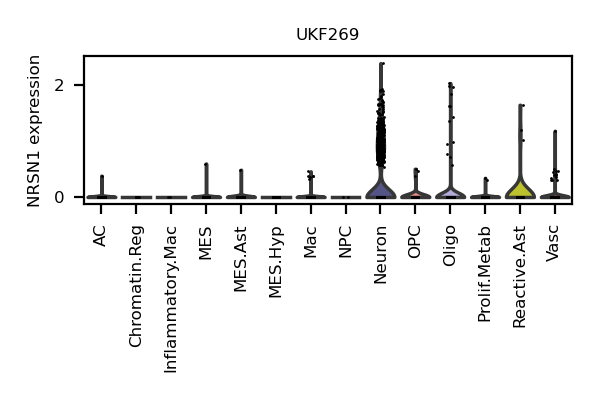 UKF269
NRSN1 expression
2
0
AC
Chromatin.Reg
Inflammatory.Mac
MES
MES.Ast
MES.Hyp
Mac
NPC
Neuron
OPC
Oligo
Prolif.Metab
Reactive.Ast
Vasc